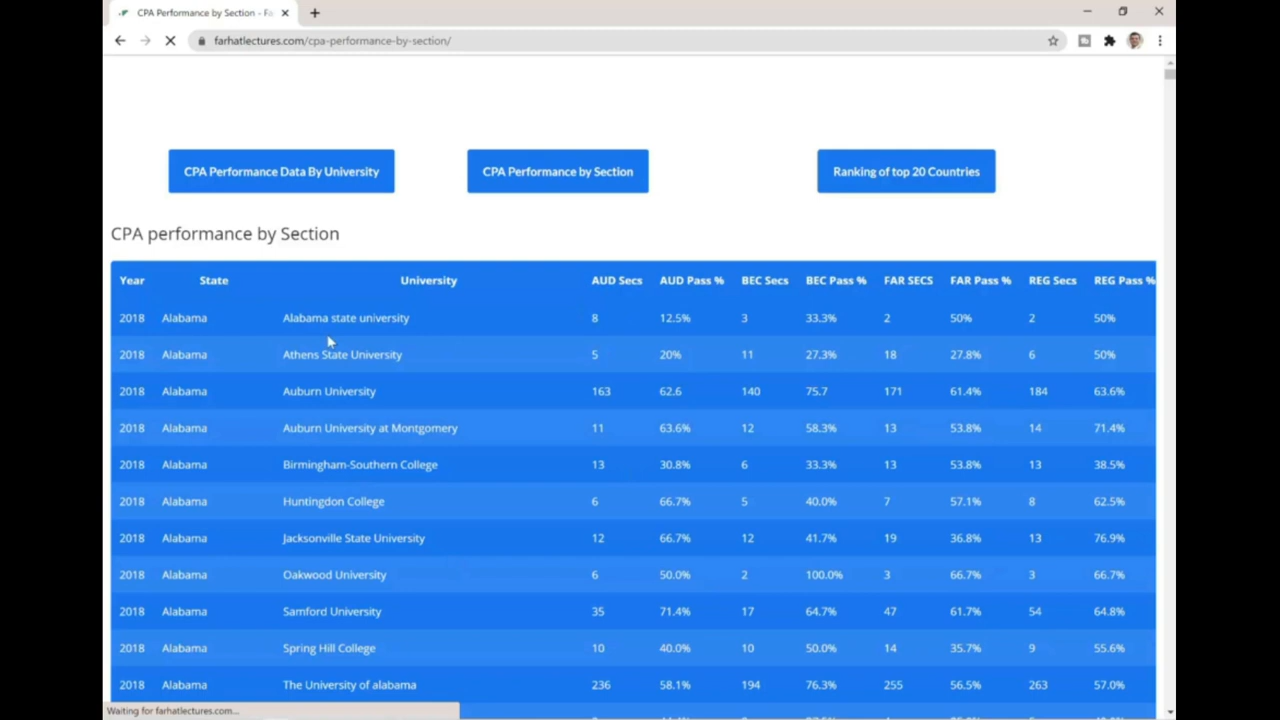 CPA Performance by Section - Fa
farhatlectures.com/cpa-performance-by-section/
CPA Performance Data By University
CPA Performance by Section
Ranking of top 20 Countries
CPA performance by Section
Year State University AUD Secs AUD Pass % BEC Secs BEC Pass % FAR SECS FAR Pass % REG Secs REG Pass %
2018 Alabama Alabama state university 8 12.5% 3 33.3% 2 50% 2 50%
2018 Alabama Athens State University 5 20% 11 27.3% 18 27.8% 6 50%
2018 Alabama Auburn University 163 62.6 140 75.7 171 61.4% 184 63.6%
2018 Alabama Auburn University at Montgomery 11 63.6% 12 58.3% 13 53.8% 14 71.4%
2018 Alabama Birmingham-Southern College 13 30.8% 6 33.3% 13 53.8% 13 38.5%
2018 Alabama Huntingdon College 6 66.7% 5 40.0% 7 57.1% 8 62.5%
2018 Alabama Jacksonville State University 12 66.7% 12 41.7% 19 36.8% 13 76.9%
2018 Alabama Oakwood University 6 50.0% 2 100.0% 3 66.7% 3 66.7%
2018 Alabama Samford University 35 71.4% 17 64.7% 47 61.7% 54 64.8%
2018 Alabama Spring Hill College 10 40.0% 10 50.0% 14 35.7% 9 55.6%
2018 Alabama The University of alabama 236 58.1% 194 76.3% 255 56.5% 263 57.0%
Waiting for farhatlectures.com...